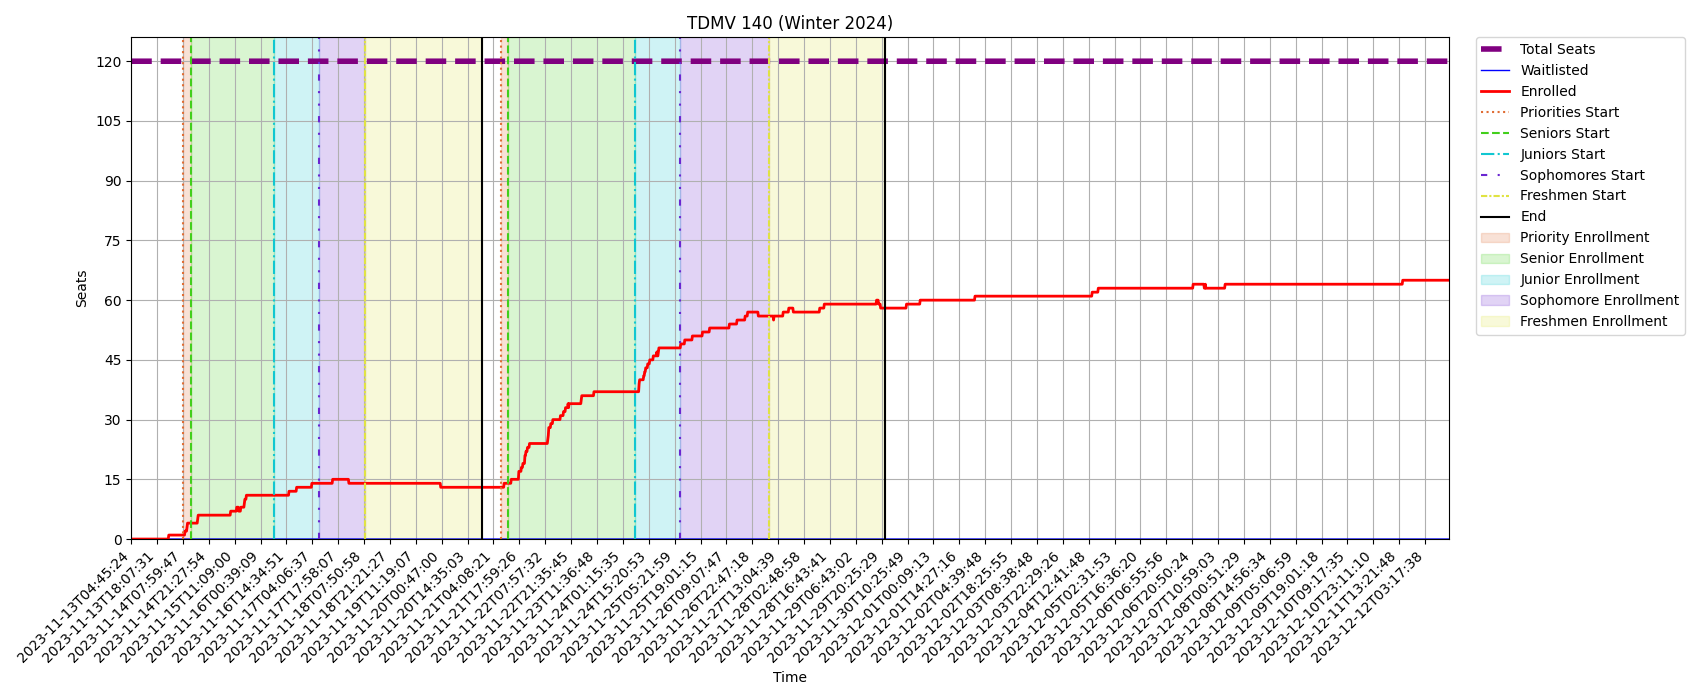 TDMV 140 (Winter 2024)
Seats
120
105
90
75
60
45
30
15
0
2023-11-13T04:45:24
2023-11-13T18:07:31
2023-11-14T07:59:47
2023-11-14T21:27:54
2023-11-15T11:09:00
2023-11-16T00:39:09
2023-11-16T14:34:51
2023-11-17T04:06:37
2023-11-17T17:58:07
2023-11-18T07:50:58
2023-11-18T21:21:27
2023-11-19T11:19:07
2023-11-20T00:47:00
2023-11-20T14:35:03
2023-11-21T04:08:21
2023-11-21T17:59:26
2023-11-22T07:57:32
2023-11-22T21:35:45
2023-11-23T11:36:48
2023-11-24T01:15:35
2023-11-24T15:20:53
2023-11-25T05:21:59
2023-11-25T19:01:15
2023-11-26T09:07:47
2023-11-26T22:47:18
2023-11-27T13:04:39
2023-11-28T02:48:58
2023-11-28T16:43:41
2023-11-29T06:43:02
2023-11-29T20:25:29
2023-11-30T10:25:49
2023-12-01T00:09:13
2023-12-01T14:27:16
2023-12-02T04:39:48
2023-12-02T18:25:55
2023-12-03T08:38:48
2023-12-03T22:29:26
2023-12-04T12:41:48
2023-12-05T02:31:53
2023-12-05T16:36:20
2023-12-06T06:55:56
2023-12-06T20:50:24
2023-12-07T10:59:03
2023-12-08T00:51:29
2023-12-08T14:56:34
2023-12-09T05:06:59
2023-12-09T19:01:18
2023-12-10T09:17:35
2023-12-10T23:11:10
2023-12-11T13:21:48
2023-12-12T03:17:38
Time
Total Seats
Waitlisted
Enrolled
Priorities Start
Seniors Start
Juniors Start
Sophomores Start
Freshmen Start
End
Priority Enrollment
Senior Enrollment
Junior Enrollment
Sophomore Enrollment
Freshmen Enrollment